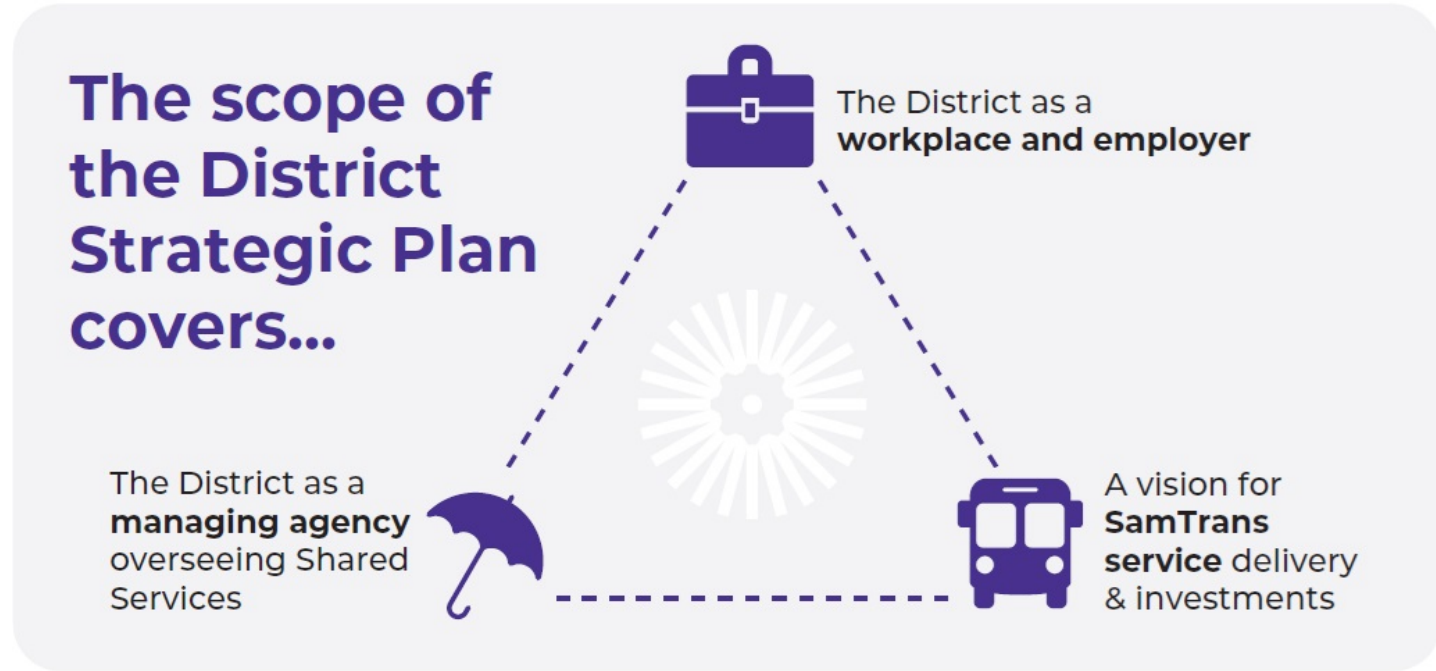 The scope of
the District
Strategic Plan
covers...
The District as a
workplace and employer
The District as a
managing agency
overseeing Shared
Services
A vision for
SamTrans
service delivery
& investments